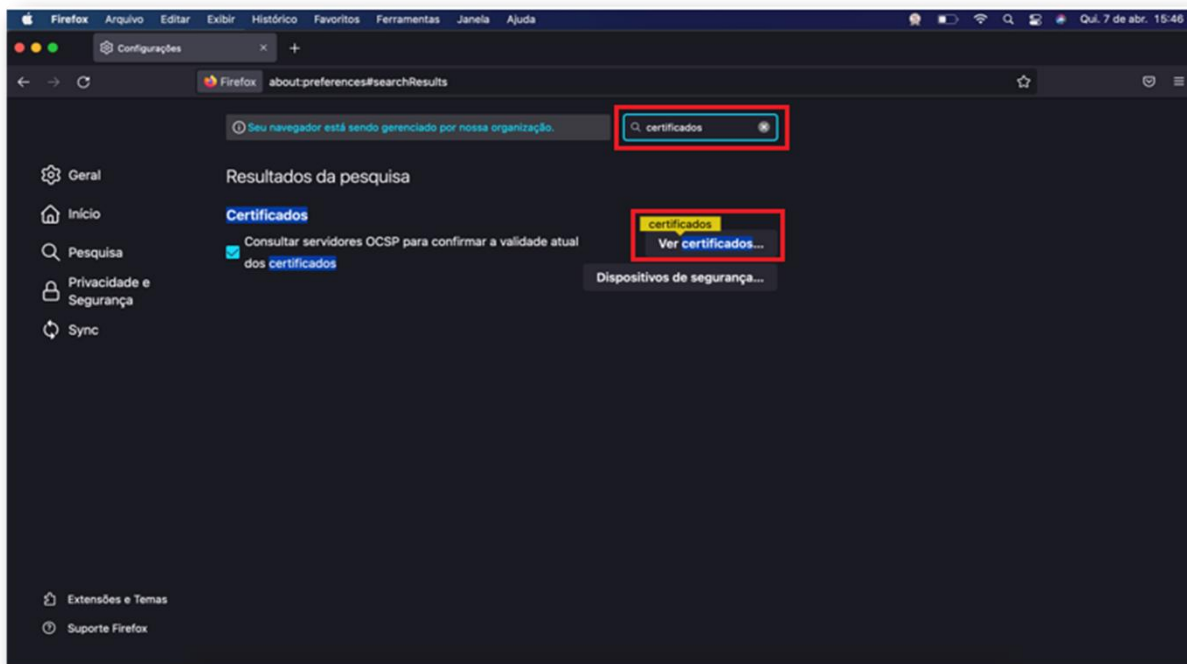 Firefox Arquivo Editar Exibir Histórico Favoritos Ferramentas Janela Ajuda Qui. 7 de abr. 15:46
Configurações
Firefox about:preferences#searchResults
Seu navegador está sendo gerenciado por nossa organização.
certificados
Geral
Início
Pesquisa
Privacidade e
Segurança
Sync
Resultados da pesquisa
Certificados
Consultar servidores OCSP para confirmar a validade atual
dos certificados
certificados
Ver certificados...
Dispositivos de segurança...
Extensões e Temas
Suporte Firefox